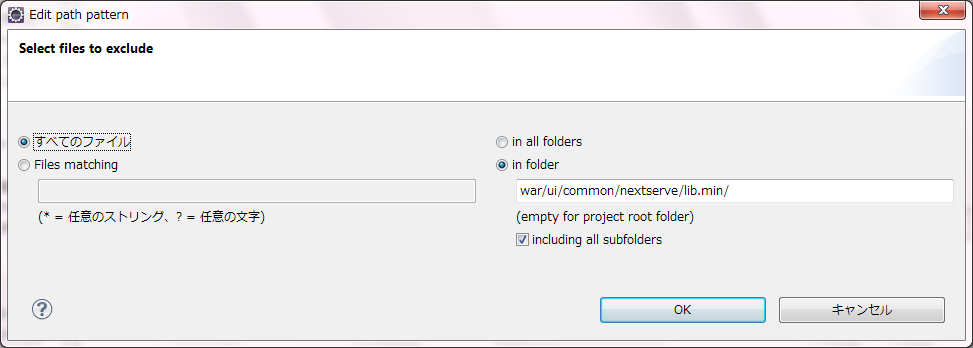 Edit path pattern
Select files to exclude
すべてのファイル
Files matching
(* = 任意のストリング、? = 任意の文字)
in all folders
in folder
war/ui/common/nextserve/lib.min/
(empty for project root folder)
including all subfolders
?
OK
キャンセル